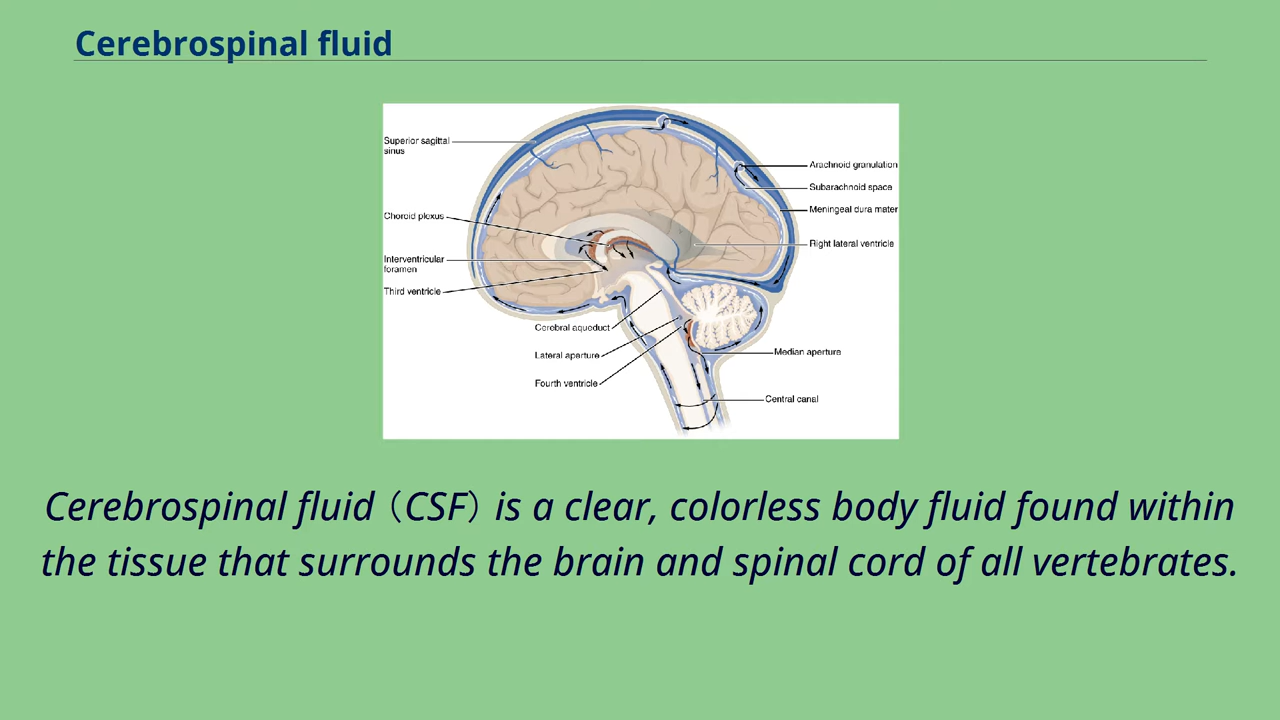 Cerebrospinal fluid
Superior sagittal
sinus
Choroid plexus
Interventricular
foramen
Third ventricle
Cerebral aqueduct
Lateral aperture
Fourth ventricle
Arachnoid granulation
Subarachnoid space
Meningeal dura mater
Right lateral ventricle
Median aperture
Central canal
Cerebrospinal fluid (CSF) is a clear, colorless body fluid found within
the tissue that surrounds the brain and spinal cord of all vertebrates.